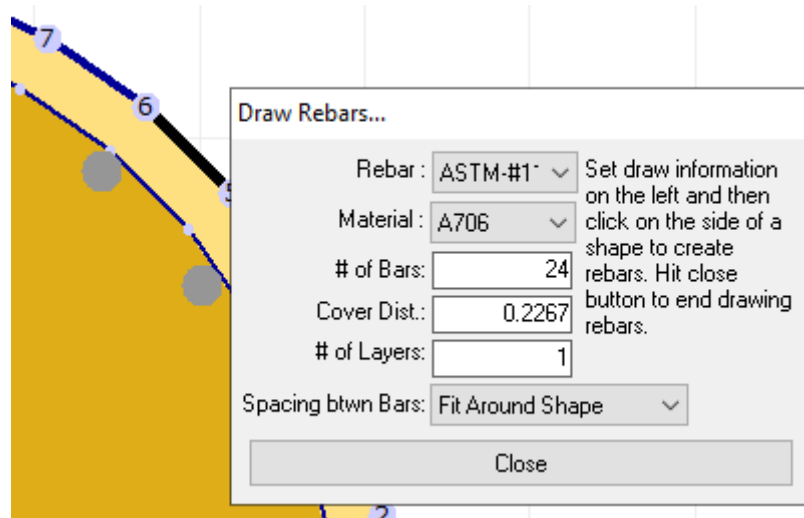 7
6
Draw Rebars...
Rebar : ASTM-#1 Set draw information
on the left and then
Material : A706 click on the side of a
shape to create
# of Bars: 24 rebars. Hit close
button to end drawing
Cover Dist.: 0.2267 rebars.
# of Layers: 1
Spacing btwn Bars: Fit Around Shape
Close
2